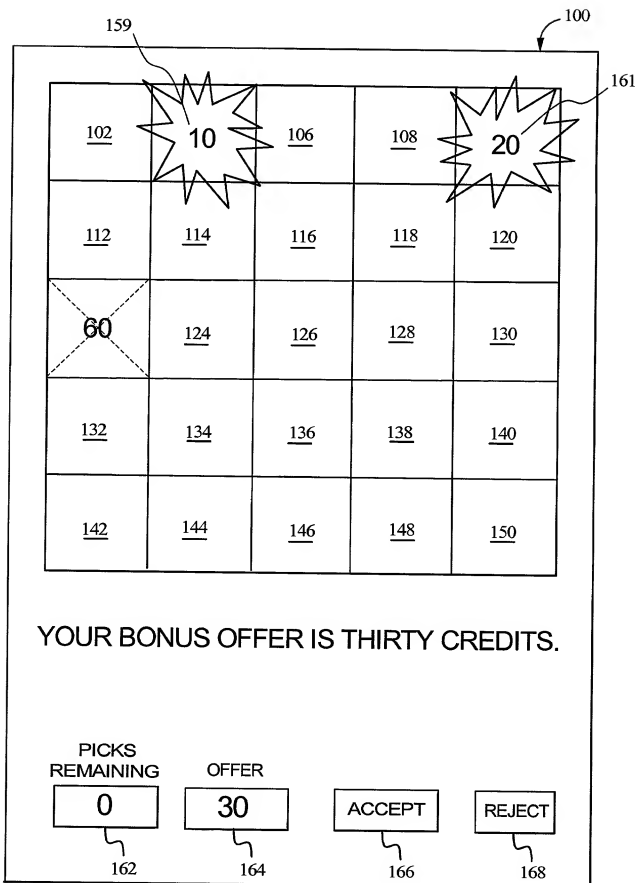 100
159
161
102 10 106 108 20
112 114 116 118 120
60 124 126 128 130
132 134 136 138 140
142 144 146 148 150
YOUR BONUS OFFER IS THIRTY CREDITS.
PICKS
REMAINING OFFER
0 30 ACCEPT REJECT
162 164 166 168